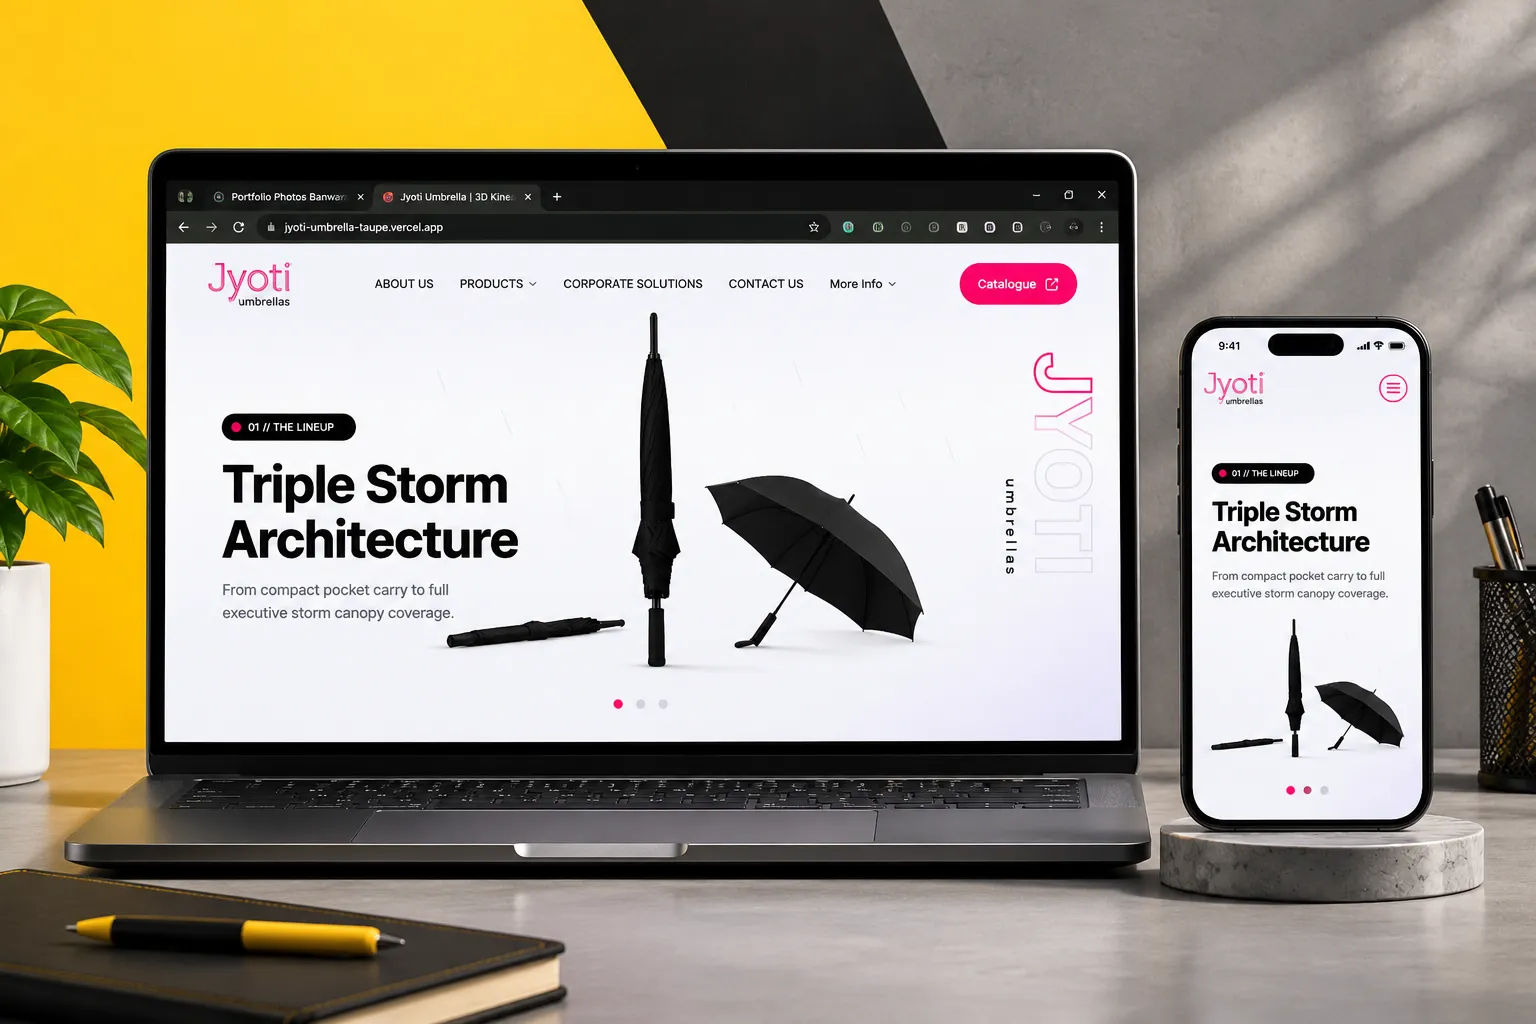 Portfolio Photos Banwar
Jyoti Umbrella | 3D Kine
jyoti-umbrella-taupe.vercel.app
Jyoti
umbrellas
ABOUT US
PRODUCTS
CORPORATE SOLUTIONS
CONTACT US
More Info
Catalogue
01 // THE LINEUP
Triple Storm
Architecture
From compact pocket carry to full
executive storm canopy coverage.
JYOTI
umbrellas
9:41
Jyoti
umbrellas
01 // THE LINEUP
Triple Storm
Architecture
From compact pocket carry to full
executive storm canopy coverage.